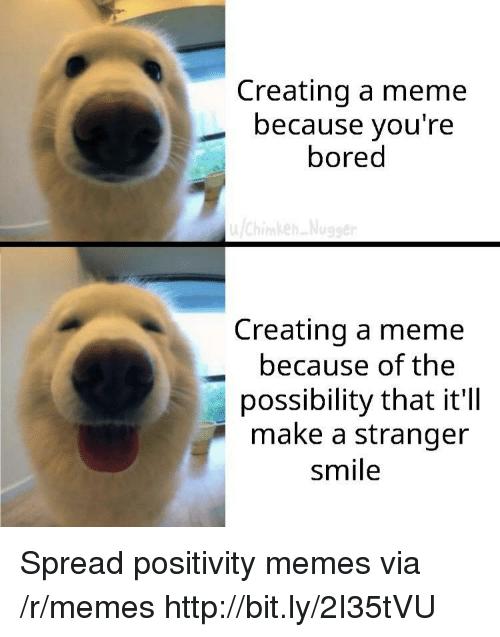 Creating a meme
because you're
bored
u/Chimken_Nugger
Creating a meme
because of the
possibility that it'll
make a stranger
smile
Spread positivity memes via
/r/memes http://bit.ly/2I35tVU